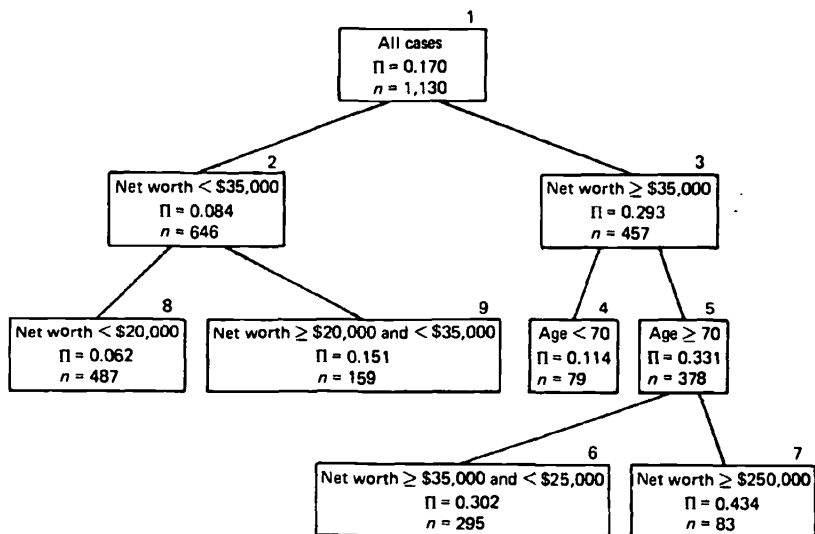 1
All cases
Π = 0.170
n = 1,130
2
Net worth < $35,000
Π = 0.084
n = 646
3
Net worth ≥ $35,000
Π = 0.293
n = 457
8
Net worth < $20,000
Π = 0.062
n = 487
9
Net worth ≥ $20,000 and < $35,000
Π = 0.151
n = 159
4
Age < 70
Π = 0.114
n = 79
5
Age ≥ 70
Π = 0.331
n = 378
6
Net worth ≥ $35,000 and < $25,000
Π = 0.302
n = 295
7
Net worth ≥ $250,000
Π = 0.434
n = 83